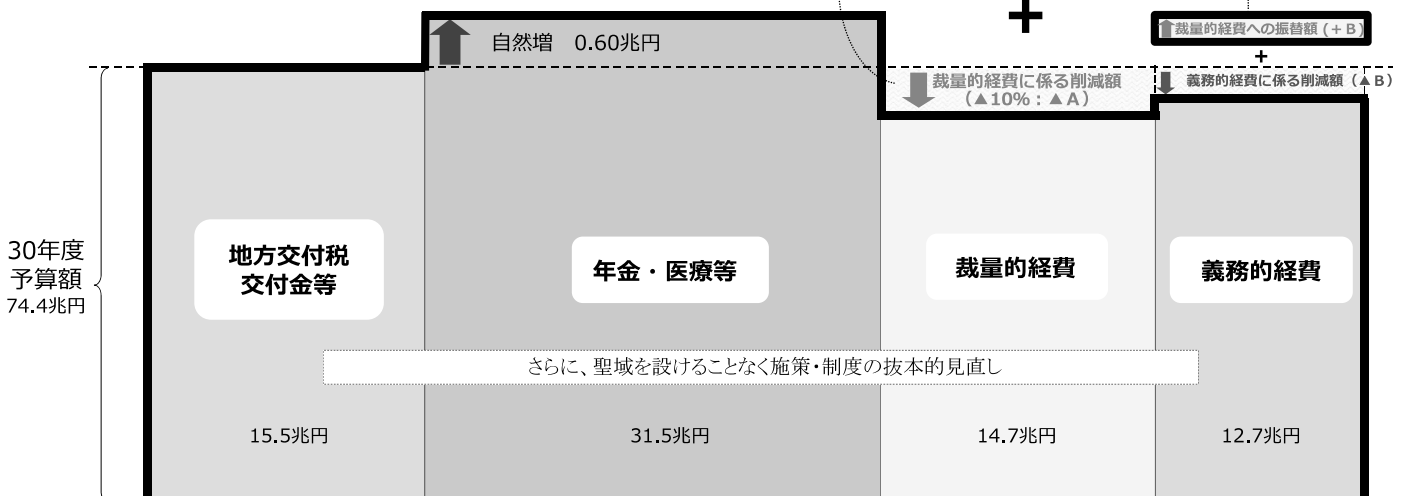 +
裁量的経費への振替額(+B)
+
自然増 0.60兆円
裁量的経費に係る削減額
(▲10%:▲A)
義務的経費に係る削減額(▲B)
30年度
予算額
74.4兆円
地方交付税
交付金等
年金・医療等
裁量的経費
義務的経費
さらに、聖域を設けることなく施策・制度の抜本的見直し
15.5兆円
31.5兆円
14.7兆円
12.7兆円